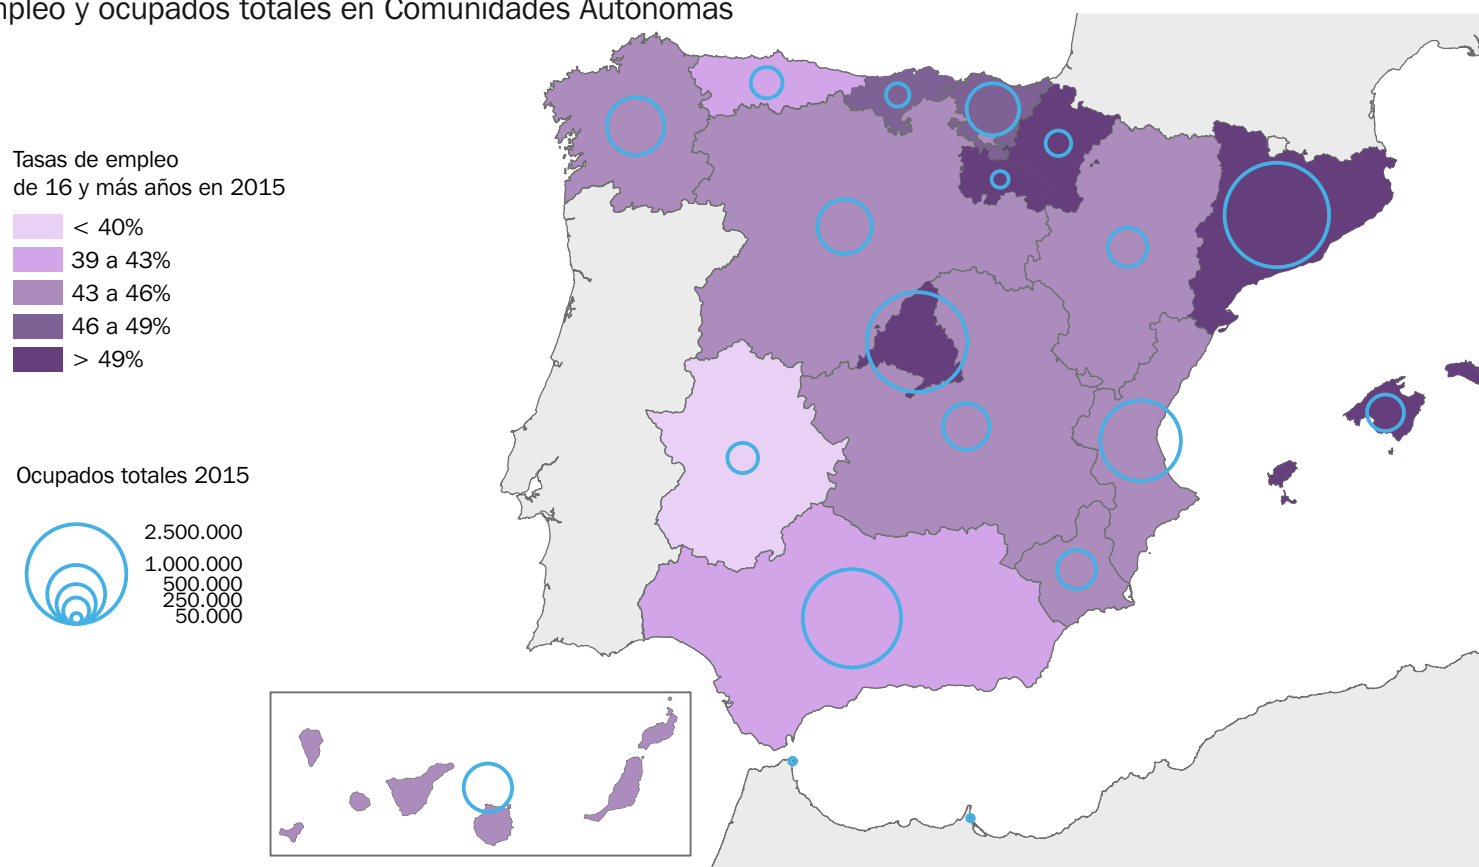 empleo y ocupados totales en Comunidades Autónomas
Tasas de empleo
de 16 y más años en 2015
< 40%
39 a 43%
43 a 46%
46 a 49%
> 49%
Ocupados totales 2015
2.500.000
1.000.000
500.000
250.000
50.000